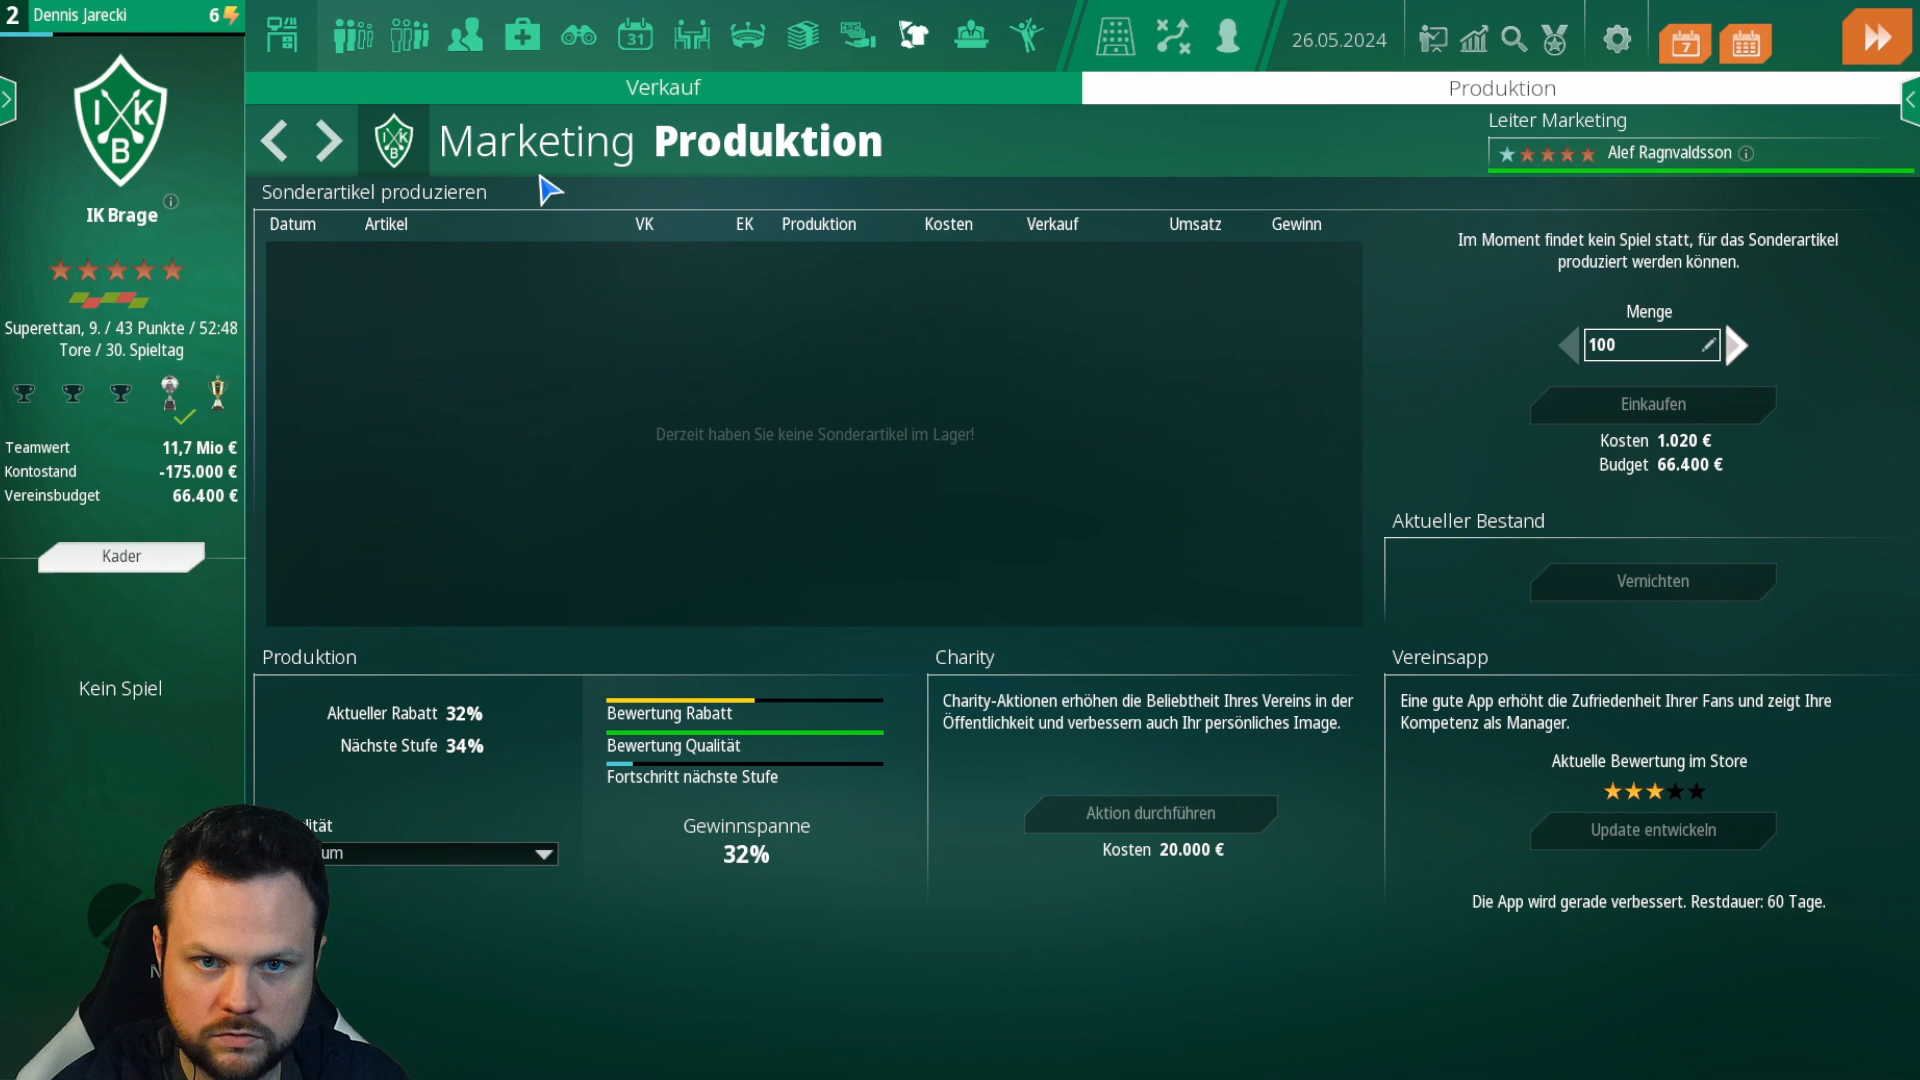 2 Dennis Jarecki 6
31
26.05.2024
7
Verkauf
Produktion
I K B
Marketing Produktion
Leiter Marketing
Alef Ragnvaldsson
IK Brage
Superettan, 9. / 43 Punkte / 52:48
Tore / 30. Spieltag
Teamwert 11,7 Mio €
Kontostand -175.000 €
Vereinsbudget 66.400 €
Kader
Kein Spiel
Sonderartikel produzieren
Datum Artikel VK EK Produktion Kosten Verkauf Umsatz Gewinn
Derzeit haben Sie keine Sonderartikel im Lager!
Im Moment findet kein Spiel statt, für das Sonderartikel
produziert werden können.
Menge
100
Einkaufen
Kosten 1.020 €
Budget 66.400 €
Aktueller Bestand
Vernichten
Produktion
Aktueller Rabatt 32%
Nächste Stufe 34%
Bewertung Rabatt
Bewertung Qualität
Fortschritt nächste Stufe
Gewinnspanne
32%
Charity
Charity-Aktionen erhöhen die Beliebtheit Ihres Vereins in der
Öffentlichkeit und verbessern auch Ihr persönliches Image.
Aktion durchführen
Kosten 20.000 €
Vereinsapp
Eine gute App erhöht die Zufriedenheit Ihrer Fans und zeigt Ihre
Kompetenz als Manager.
Aktuelle Bewertung im Store
Update entwickeln
Die App wird gerade verbessert. Restdauer: 60 Tage.